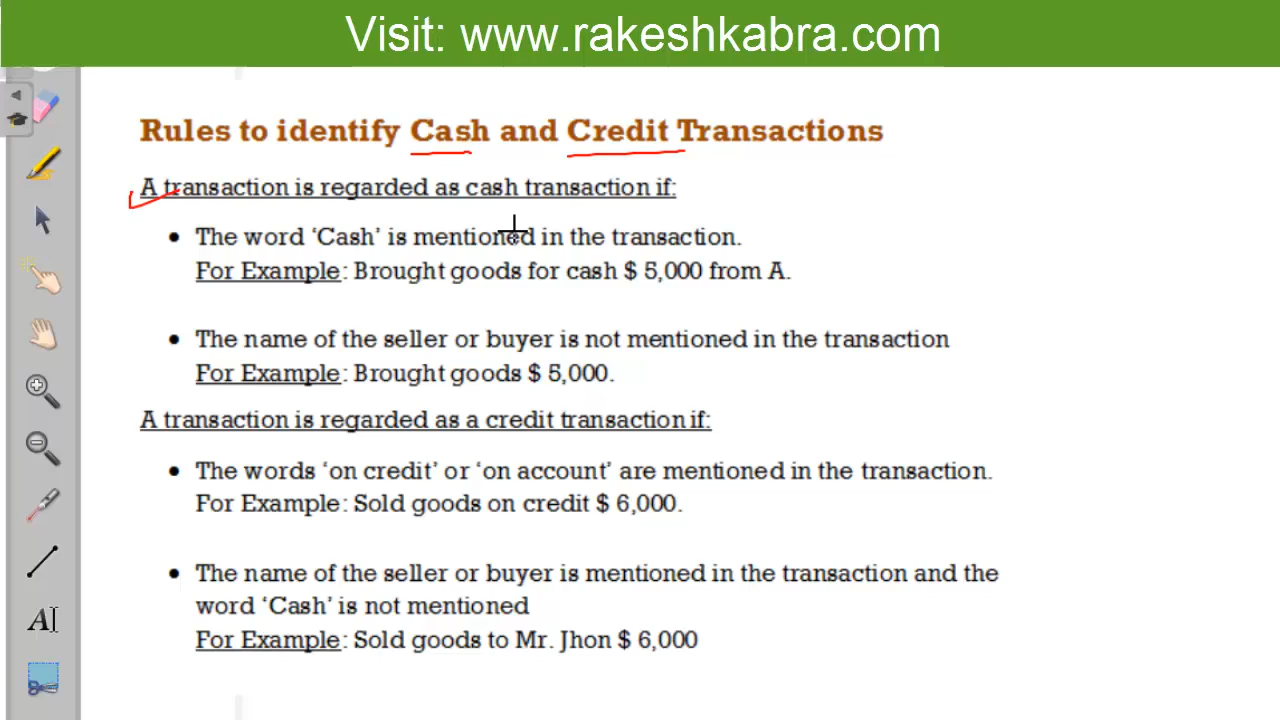 Visit: www.rakeshkabra.com
Rules to identify Cash and Credit Transactions
A transaction is regarded as cash transaction if:
• The word ‘Cash’ is mentioned in the transaction.
For Example: Brought goods for cash $ 5,000 from A.
• The name of the seller or buyer is not mentioned in the transaction
For Example: Brought goods $ 5,000.
A transaction is regarded as a credit transaction if:
• The words ‘on credit’ or ‘on account’ are mentioned in the transaction.
For Example: Sold goods on credit $ 6,000.
• The name of the seller or buyer is mentioned in the transaction and the
word ‘Cash’ is not mentioned
For Example: Sold goods to Mr. Jhon $ 6,000
A